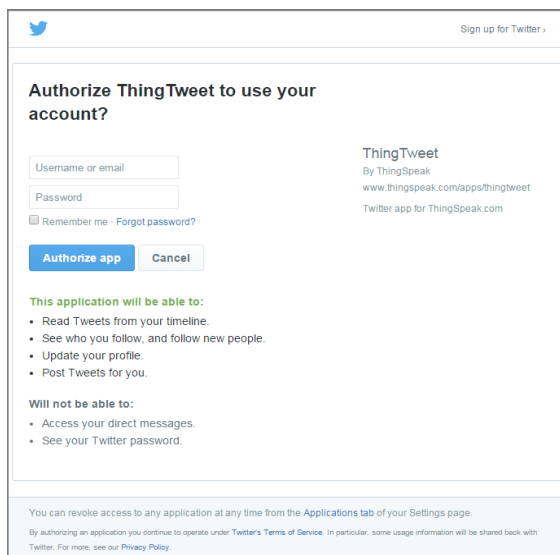 Sign up for Twitter ›
Authorize ThingTweet to use your
account?
Username or email
Password
Remember me · Forgot password?
Authorize app
Cancel
ThingTweet
By ThingSpeak
www.thingspeak.com/apps/thingtweet
Twitter app for ThingSpeak.com
This application will be able to:
• Read Tweets from your timeline.
• See who you follow, and follow new people.
• Update your profile.
• Post Tweets for you.
Will not be able to:
• Access your direct messages.
• See your Twitter password.
You can revoke access to any application at any time from the Applications tab of your Settings page.
By authorizing an application you continue to operate under Twitter's Terms of Service. In particular, some usage information will be shared back with
Twitter. For more, see our Privacy Policy.